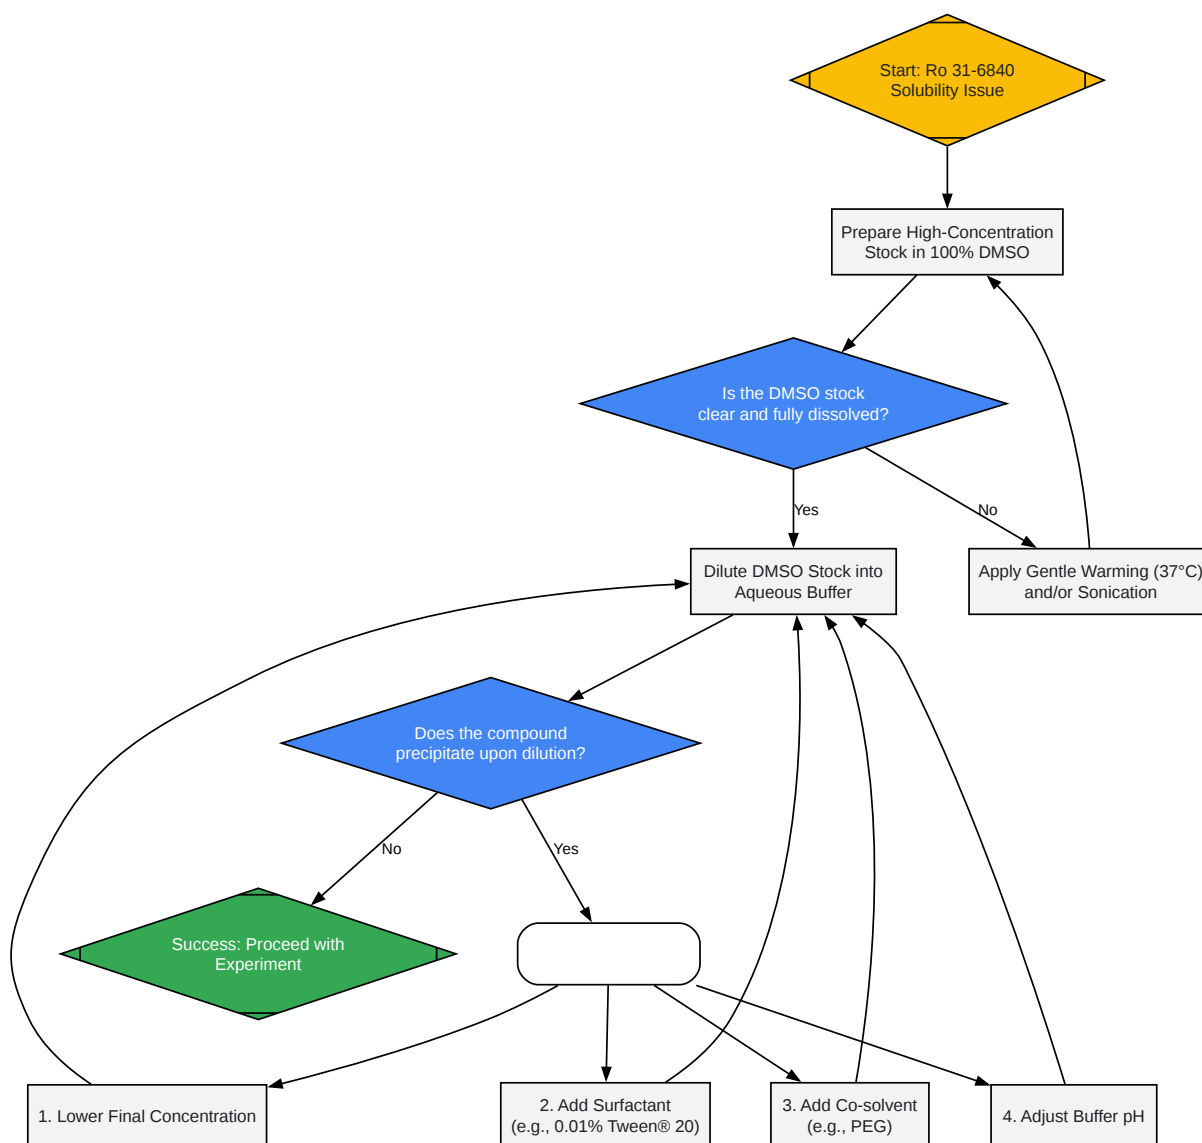 Start: Ro 31-6840
Solubility Issue
Prepare High-Concentration
Stock in 100% DMSO
Is the DMSO stock
clear and fully dissolved?
Yes
No
Dilute DMSO Stock into
Aqueous Buffer
Apply Gentle Warming (37°C)
and/or Sonication
Does the compound
precipitate upon dilution?
No
Yes
Success: Proceed with
Experiment
1. Lower Final Concentration
2. Add Surfactant
(e.g., 0.01% Tween® 20)
3. Add Co-solvent
(e.g., PEG)
4. Adjust Buffer pH